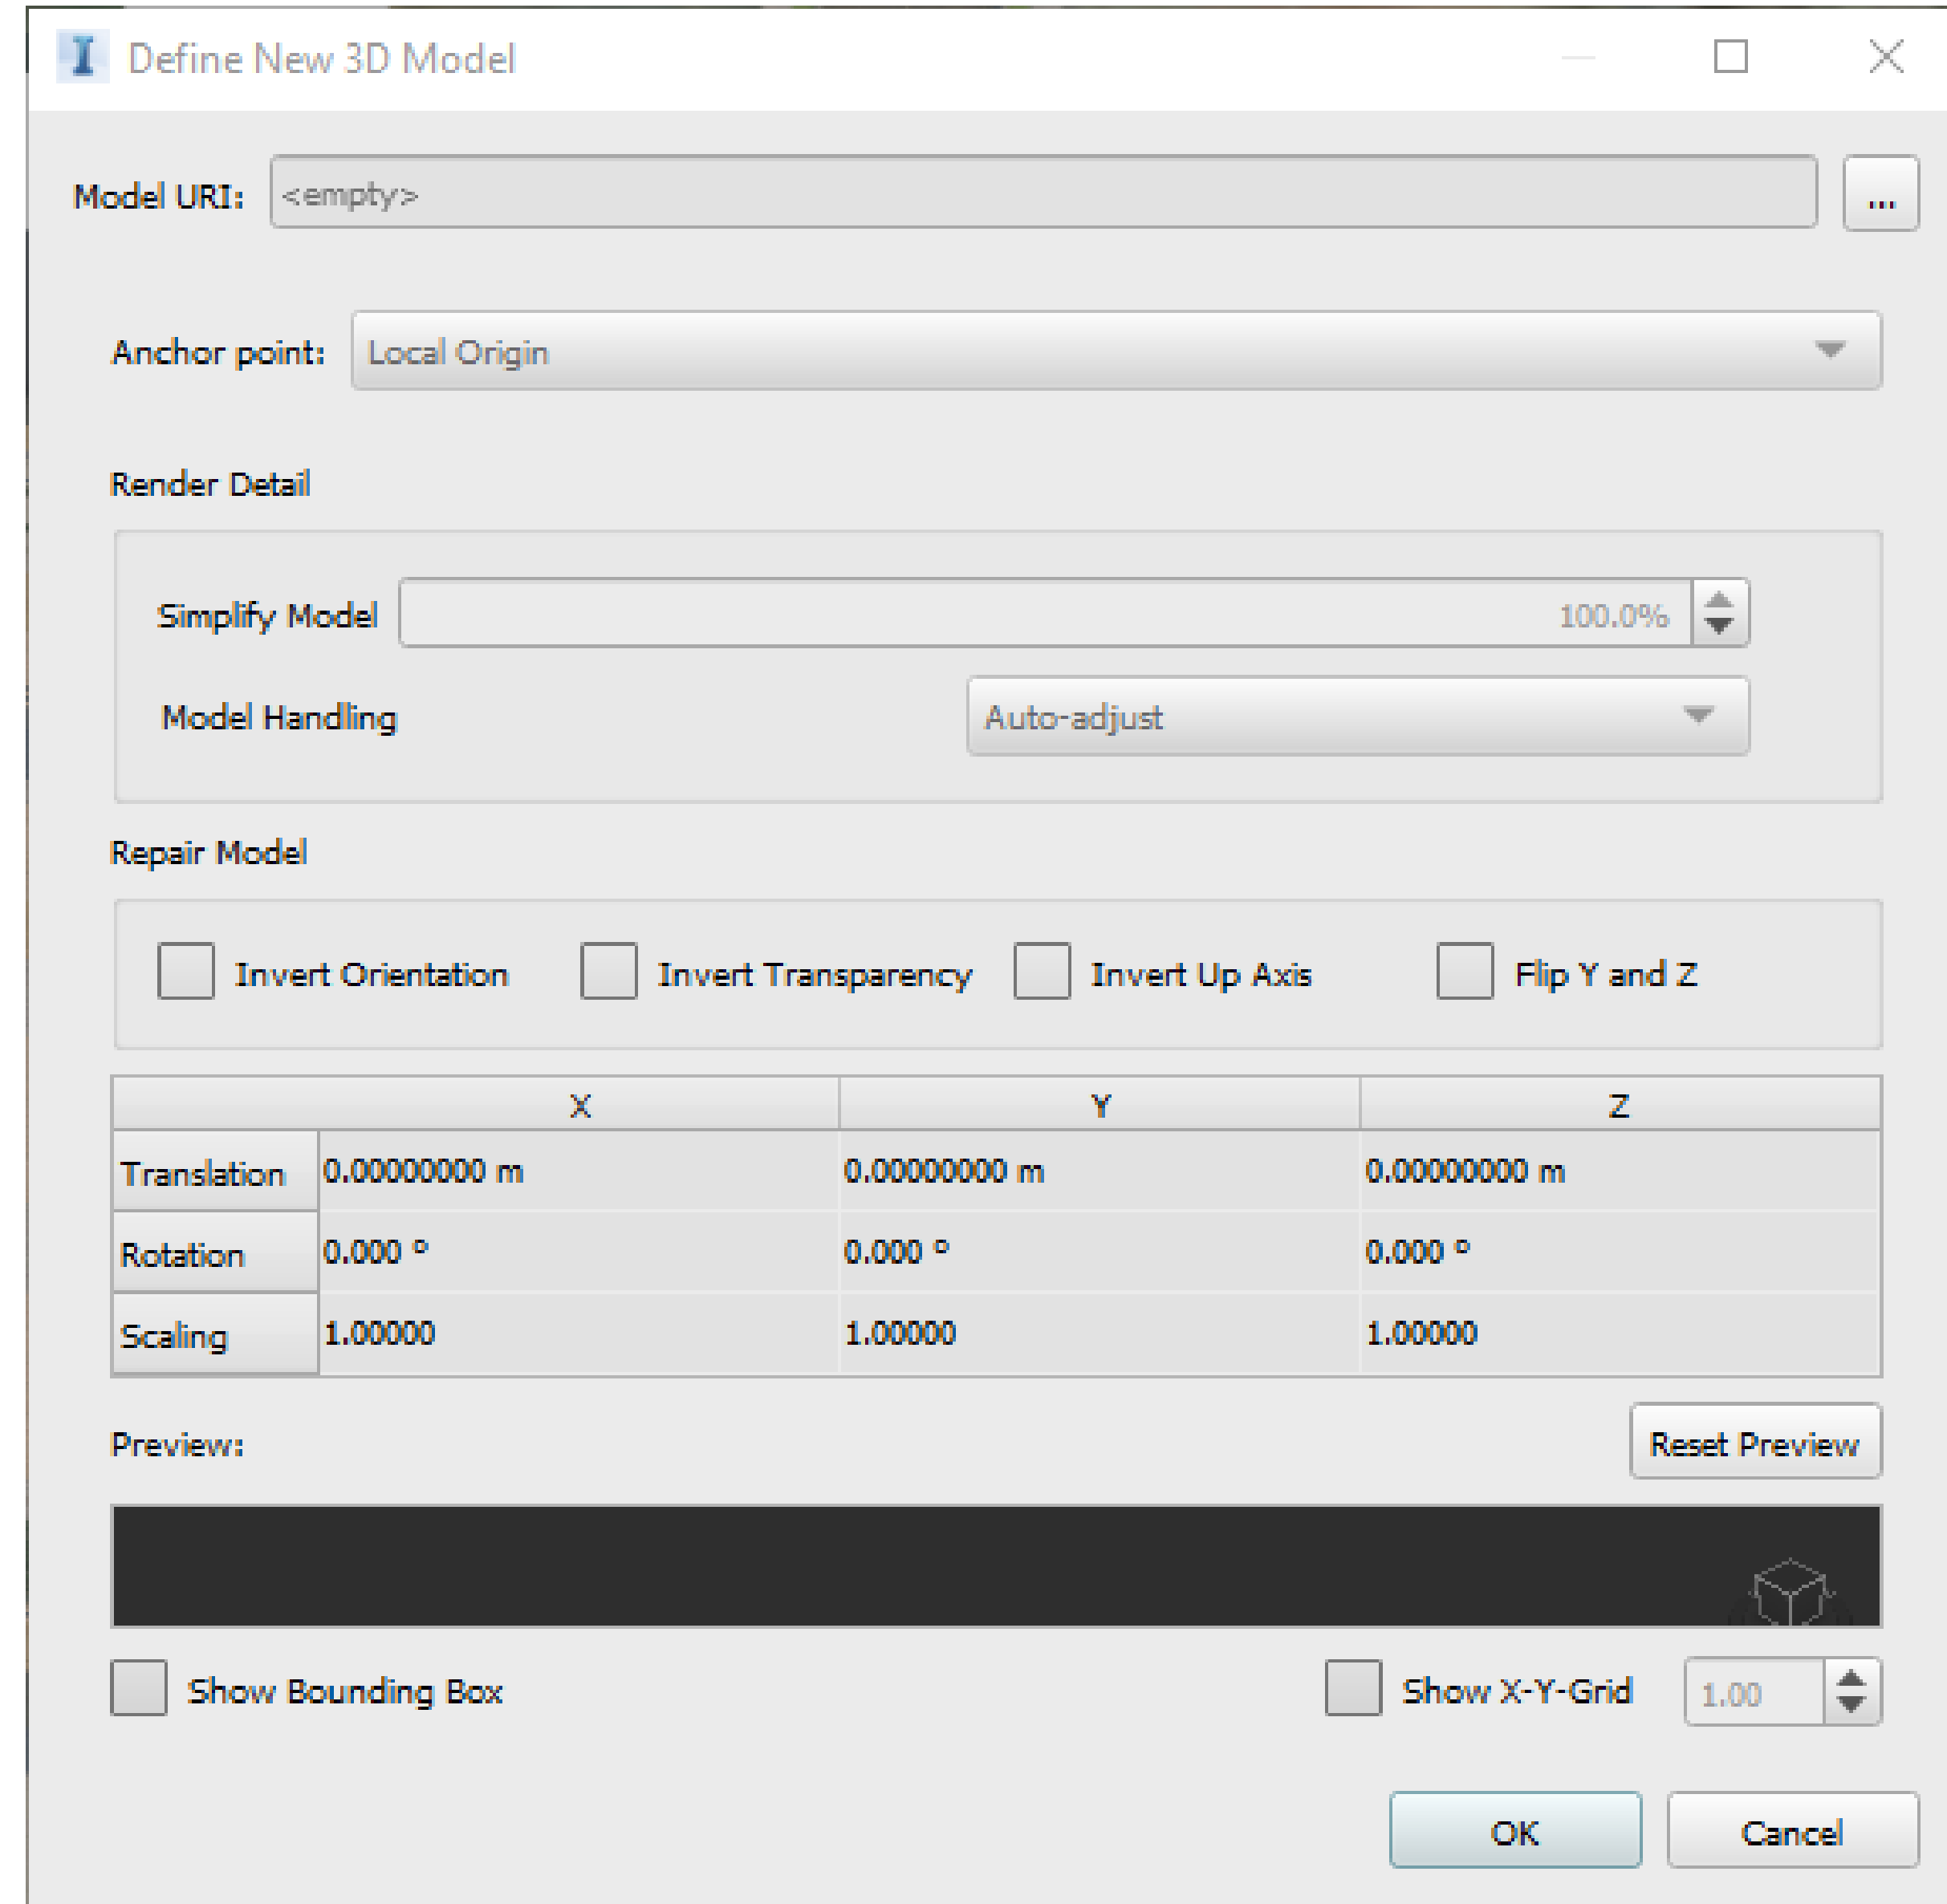 Define New 3D Model
Model URI: <empty> ...
Anchor point: Local Origin
Render Detail
Simplify Model 100.0%
Model Handling Auto-adjust
Repair Model
Invert Orientation Invert Transparency Invert Up Axis Flip Y and Z
X Y Z
Translation 0.00000000 m 0.00000000 m 0.00000000 m
Rotation 0.000 ° 0.000 ° 0.000 °
Scaling 1.00000 1.00000 1.00000
Preview: Reset Preview
Show Bounding Box Show X-Y-Grid 1.00
OK Cancel